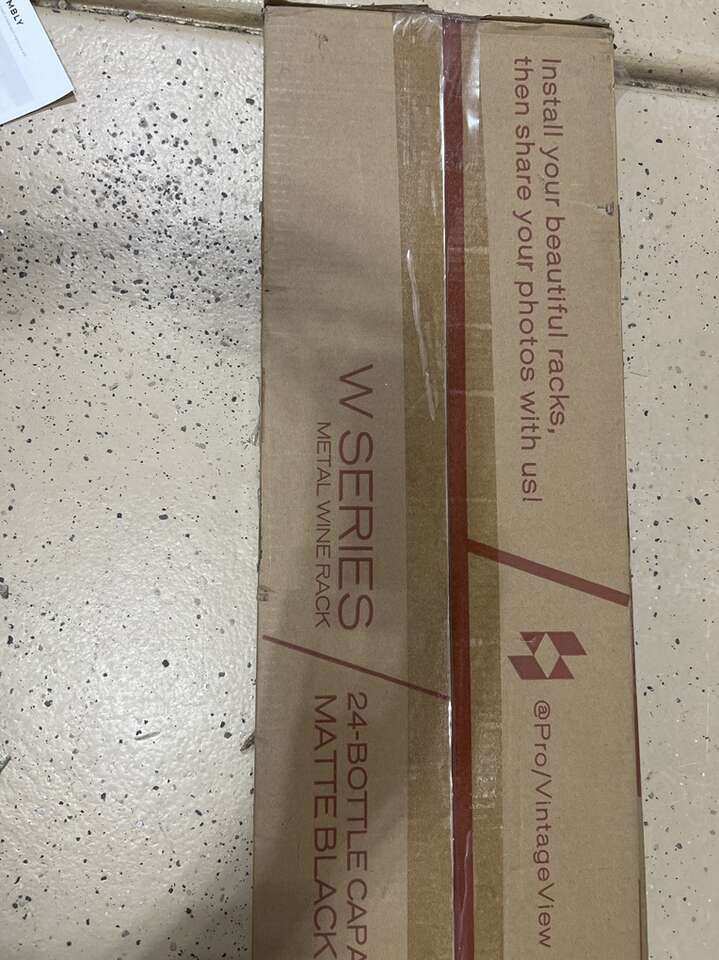 MBLY
Install your beautiful racks,
then share your photos with us!
W SERIES
METAL WINE RACK
24-BOTTLE CAPA
MATTE BLACK
@Pro/VintageView